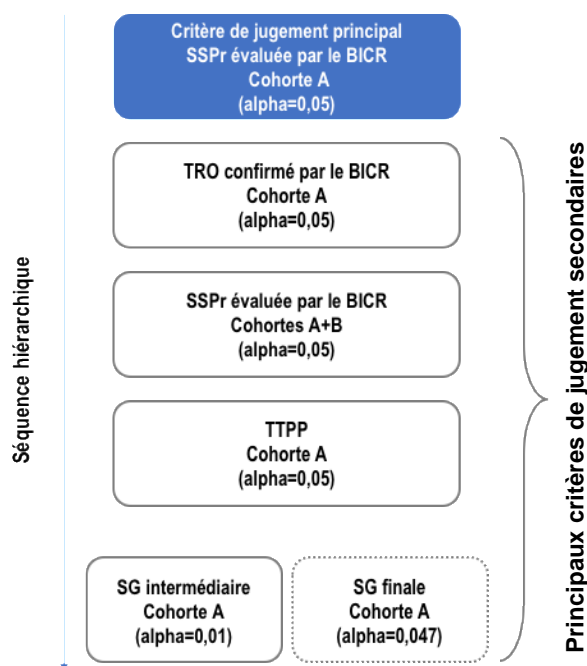 Critère de jugement principal
SSPr évaluée par le BICR
Cohorte A
(alpha=0,05)
TRO confirmé par le BICR
Cohorte A
(alpha=0,05)
SSPr évaluée par le BICR
Cohortes A+B
(alpha=0,05)
TTPP
Cohorte A
(alpha=0,05)
SG intermédiaire
Cohorte A
(alpha=0,01)
SG finale
Cohorte A
(alpha=0,047)
Séquence hiérarchique
Principaux critères de jugement secondaires